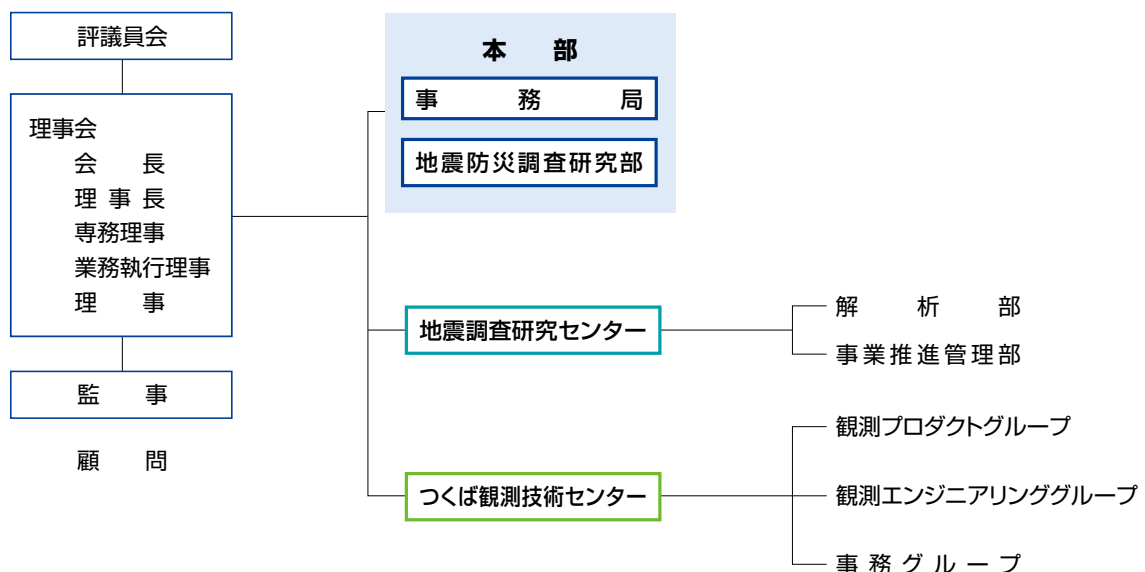 評議員会
理事会
会長
理事長
専務理事
業務執行理事
理事
監事
顧問
本部
事務局
地震防災調査研究部
地震調査研究センター
解析部
事業推進管理部
つくば観測技術センター
観測プロダクトグループ
観測エンジニアリンググループ
事務グループ